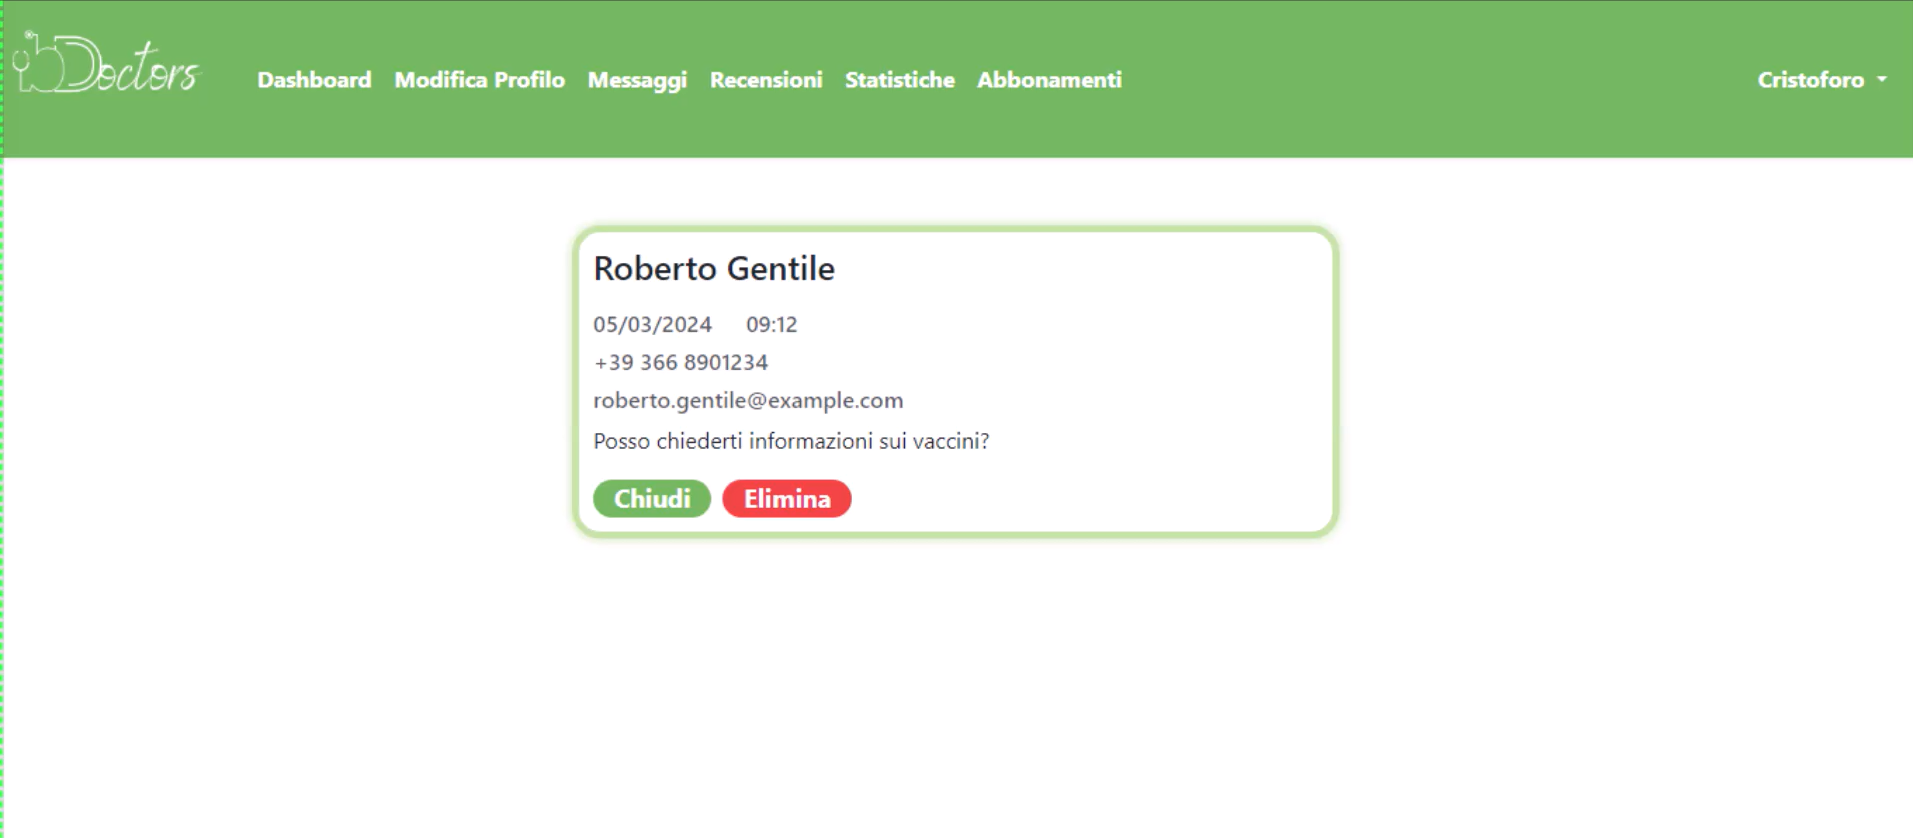 bDoctors
Dashboard Modifica Profilo Messaggi Recensioni Statistiche Abbonamenti Cristoforo
Roberto Gentile
05/03/2024 09:12
+39 366 8901234
roberto.gentile@example.com
Posso chiederti informazioni sui vaccini?
Chiudi Elimina